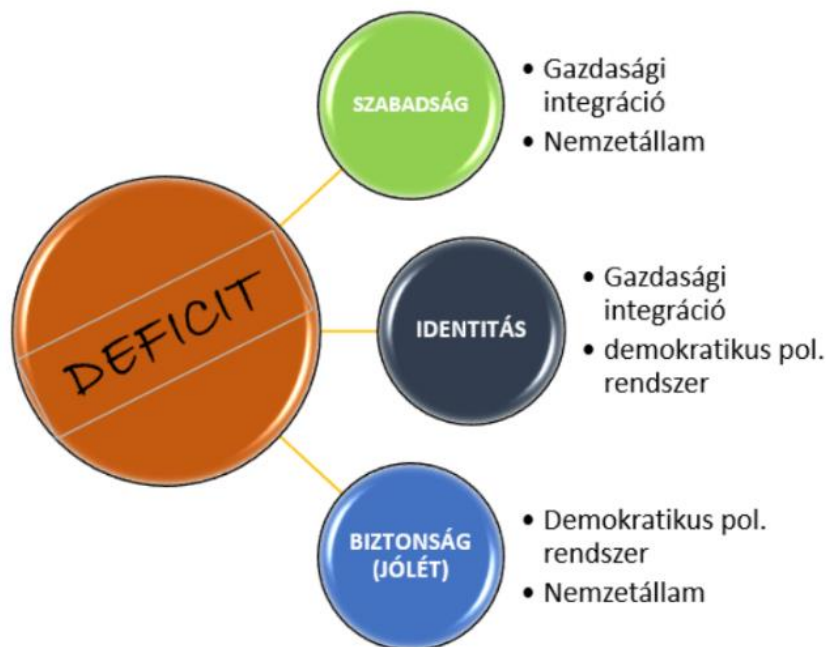 DEFICIT
SZABADSÁG
• Gazdasági
integráció
• Nemzetállam
IDENTITÁS
• Gazdasági
integráció
• demokratikus pol.
rendszer
BIZTONSÁG
(JÓLÉT)
• Demokratikus pol.
rendszer
• Nemzetállam